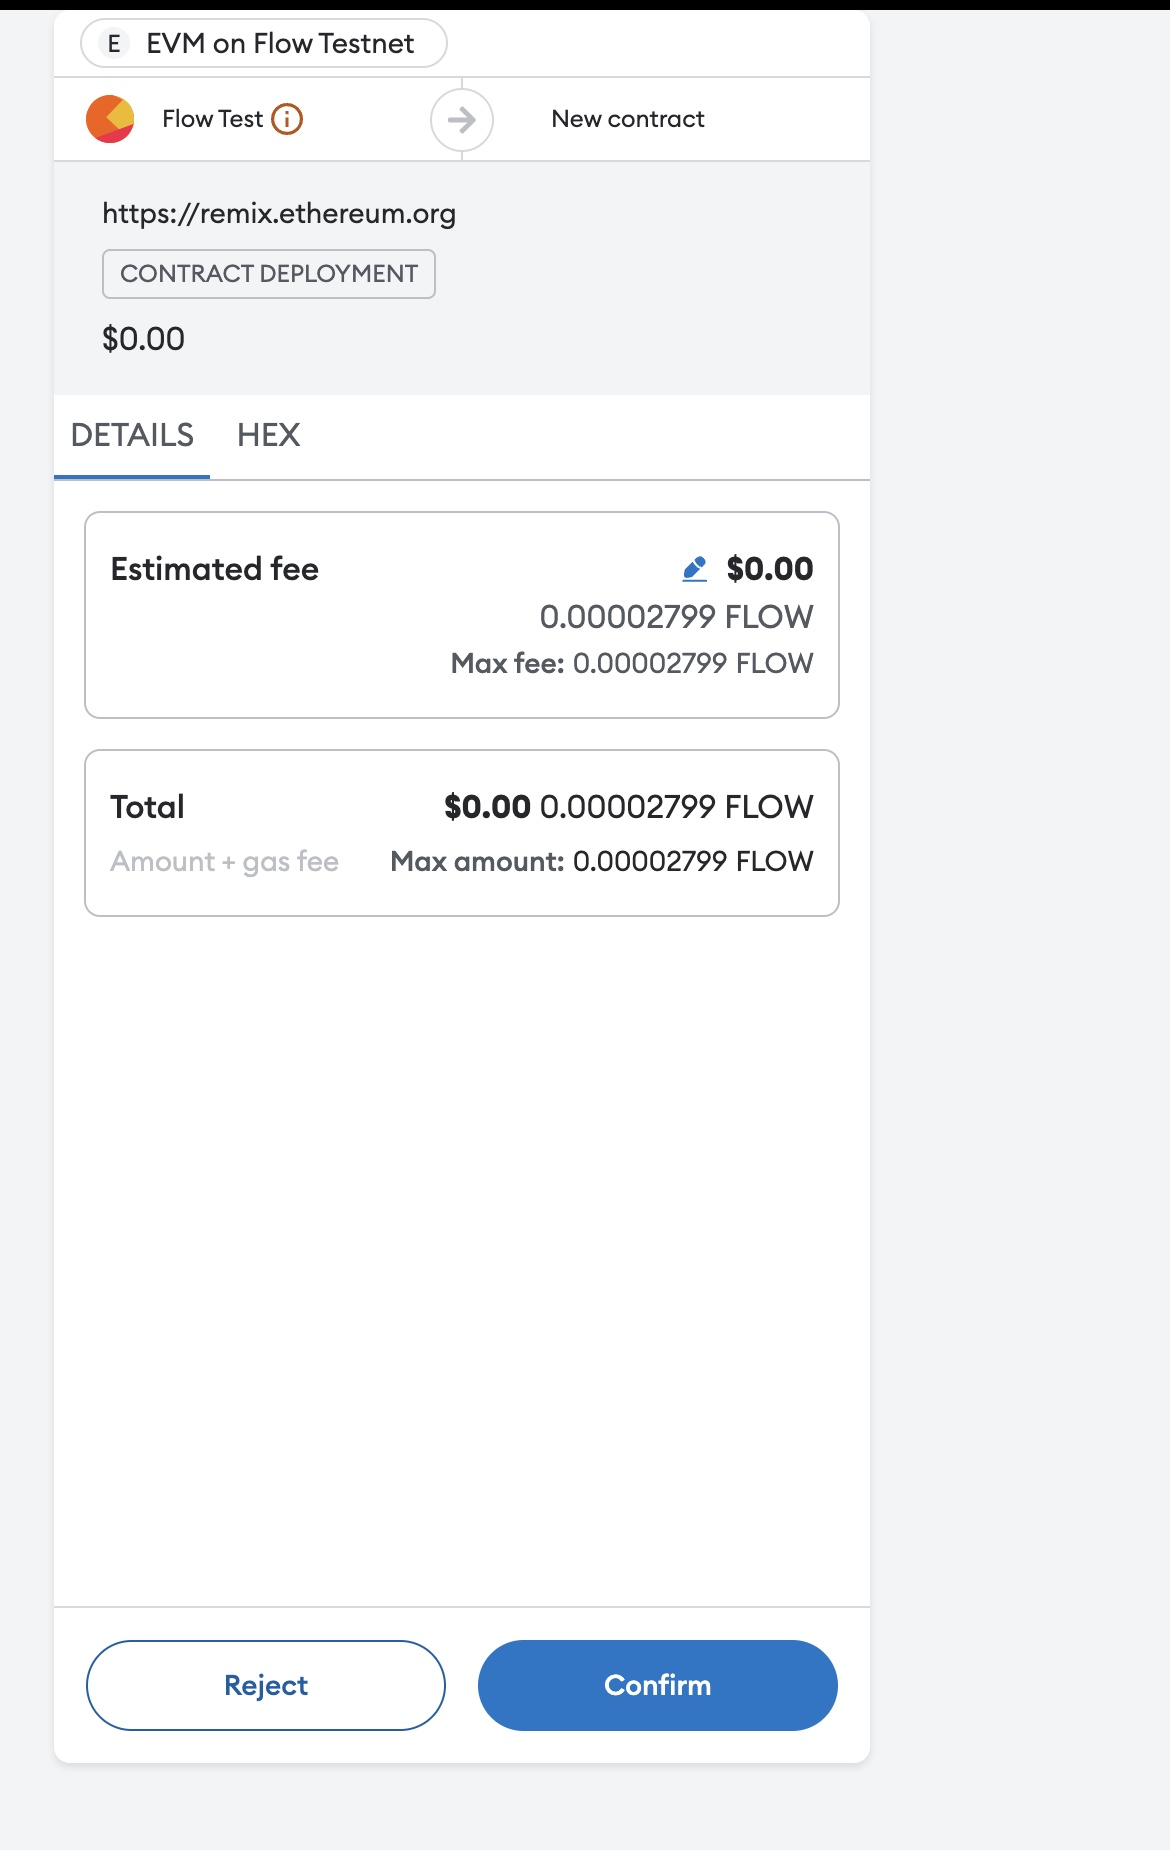 E EVM on Flow Testnet
Flow Test New contract
https://remix.ethereum.org
CONTRACT DEPLOYMENT
$0.00
DETAILS HEX
Estimated fee $0.00
0.00002799 FLOW
Max fee: 0.00002799 FLOW
Total $0.00 0.00002799 FLOW
Amount + gas fee Max amount: 0.00002799 FLOW
Reject Confirm